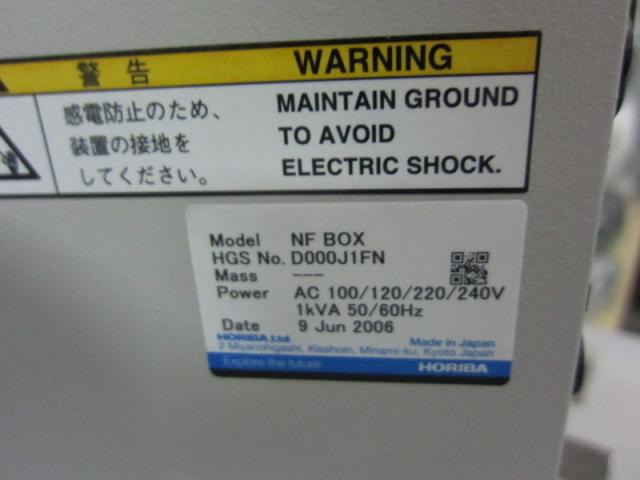 警告 WARNING
感電防止のため、
装置の接地を
してください。
MAINTAIN GROUND
TO AVOID
ELECTRIC SHOCK.
Model NF BOX
HGS No. D000J1FN
Mass ---
Power AC 100/120/220/240V
1kVA 50/60Hz
Date 9 Jun 2006
HORIBA Ltd. Made in Japan
2 Miyanohigashi, Kisshoin, Minami-ku, Kyoto Japan
Explore the future HORIBA